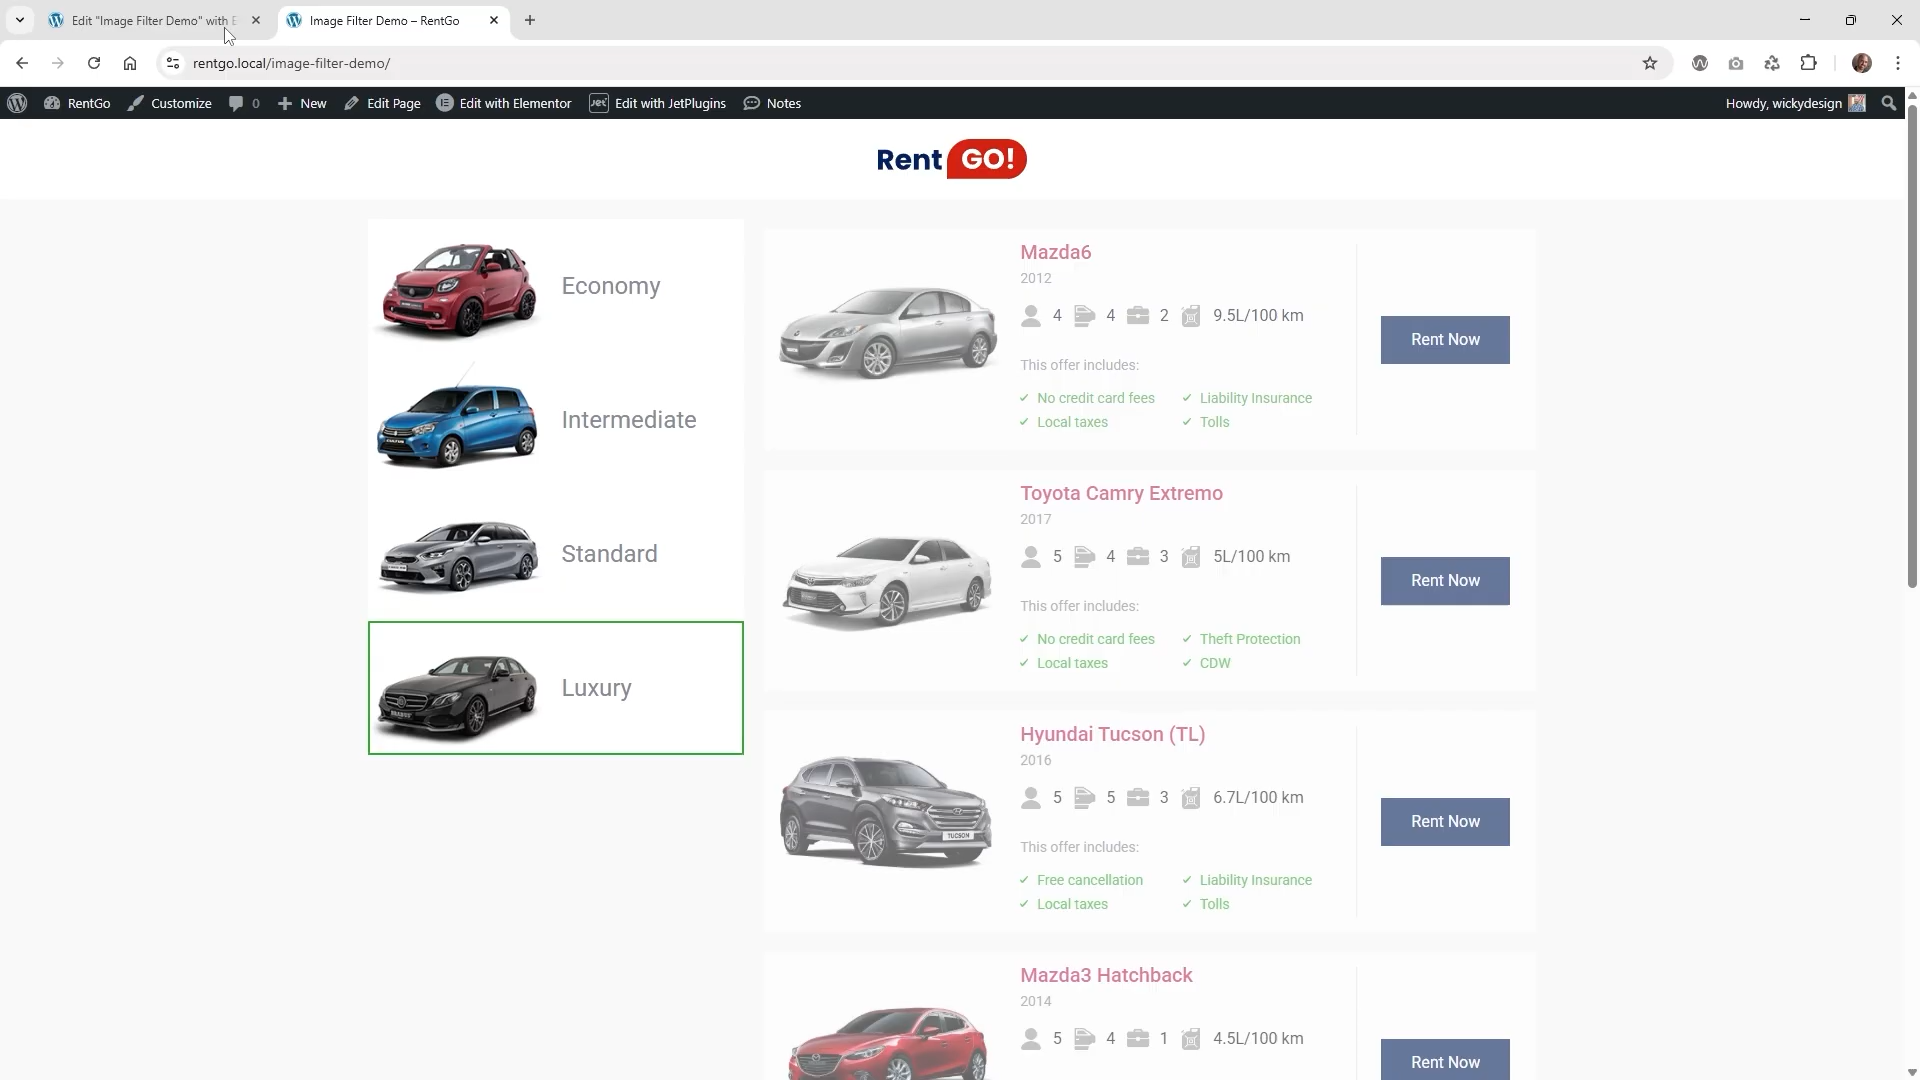 Edit "Image Filter Demo" with E
Image Filter Demo – RentGo
rentgo.local/image-filter-demo/
RentGo
Customize
0
New
Edit Page
Edit with Elementor
Jet Edit with JetPlugins
Notes
Howdy, wickydesign
Rent GO!
Economy
Intermediate
Standard
Luxury
Mazda6
2012
4 4 2 9.5L/100 km
This offer includes:
No credit card fees Liability Insurance
Local taxes Tolls
Rent Now
Toyota Camry Extremo
2017
5 4 3 5L/100 km
This offer includes:
No credit card fees Theft Protection
Local taxes CDW
Rent Now
Hyundai Tucson (TL)
2016
5 5 3 6.7L/100 km
This offer includes:
Free cancellation Liability Insurance
Local taxes Tolls
Rent Now
TUCSON
Mazda3 Hatchback
2014
5 4 1 4.5L/100 km
Rent Now